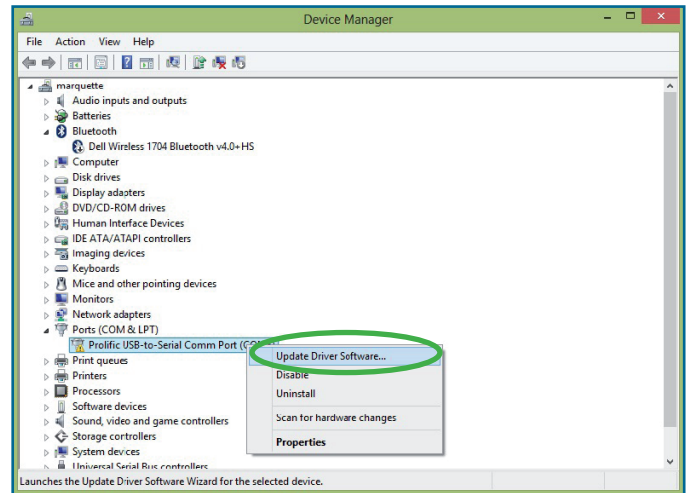 Device Manager
File Action View Help
marquette
Audio inputs and outputs
Batteries
Bluetooth
Dell Wireless 1704 Bluetooth v4.0+HS
Computer
Disk drives
Display adapters
DVD/CD-ROM drives
Human Interface Devices
IDE ATA/ATAPI controllers
Imaging devices
Keyboards
Mice and other pointing devices
Monitors
Network adapters
Ports (COM & LPT)
Prolific USB-to-Serial Comm Port
Print queues
Printers
Processors
Software devices
Sound, video and game controllers
Storage controllers
System devices
Universal Serial Bus controllers
Update Driver Software...
Disable
Uninstall
Scan for hardware changes
Properties
Launches the Update Driver Software Wizard for the selected device.